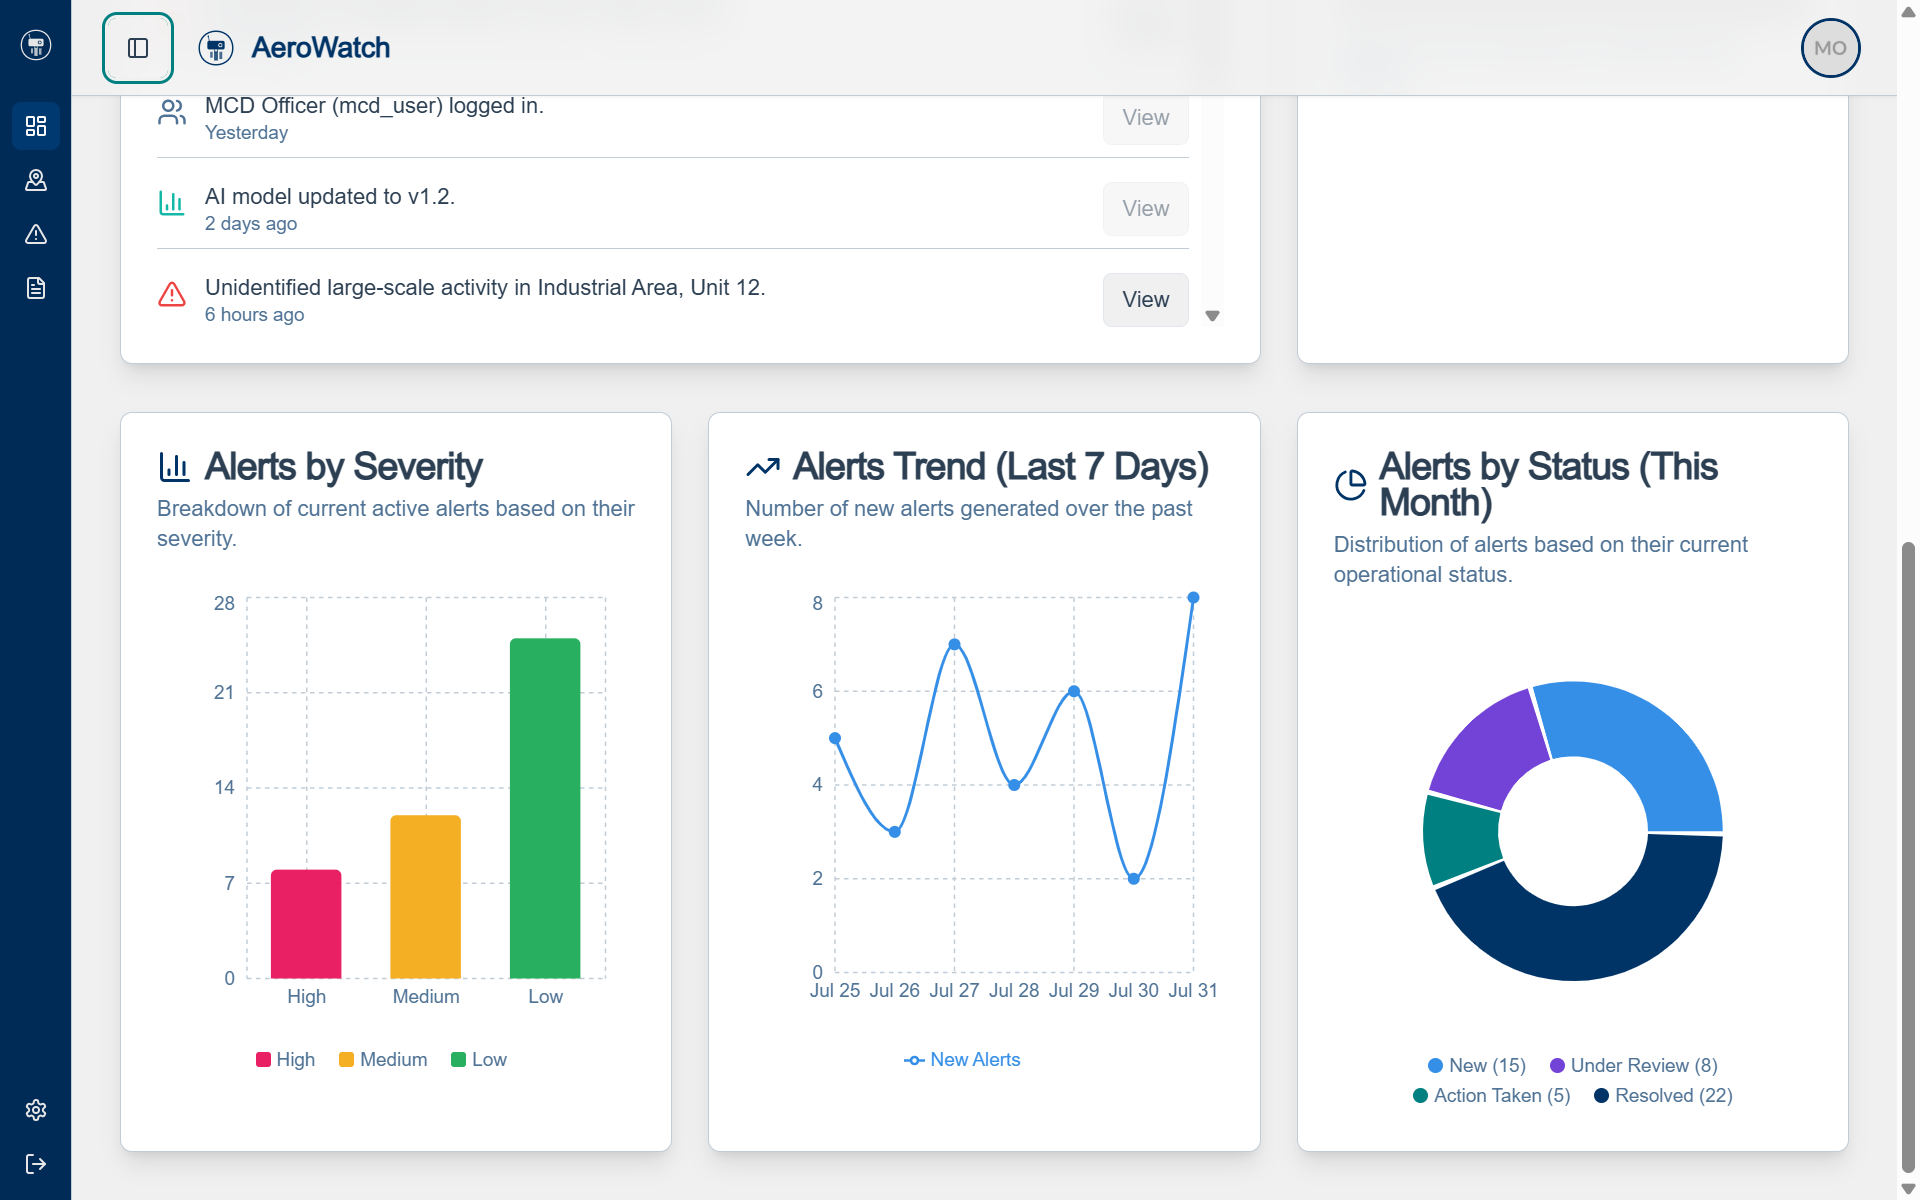 AeroWatch
MO
MCD Officer (mcd_user) logged in.
Yesterday
View
AI model updated to v1.2.
2 days ago
View
Unidentified large-scale activity in Industrial Area, Unit 12.
6 hours ago
View
Alerts by Severity
Breakdown of current active alerts based on their
severity.
28
21
14
7
0
High
Medium
Low
High
Medium
Low
Alerts Trend (Last 7 Days)
Number of new alerts generated over the past
week.
8
6
4
2
0
Jul 25
Jul 26
Jul 27
Jul 28
Jul 29
Jul 30
Jul 31
New Alerts
Alerts by Status (This
Month)
Distribution of alerts based on their current
operational status.
New (15)
Under Review (8)
Action Taken (5)
Resolved (22)